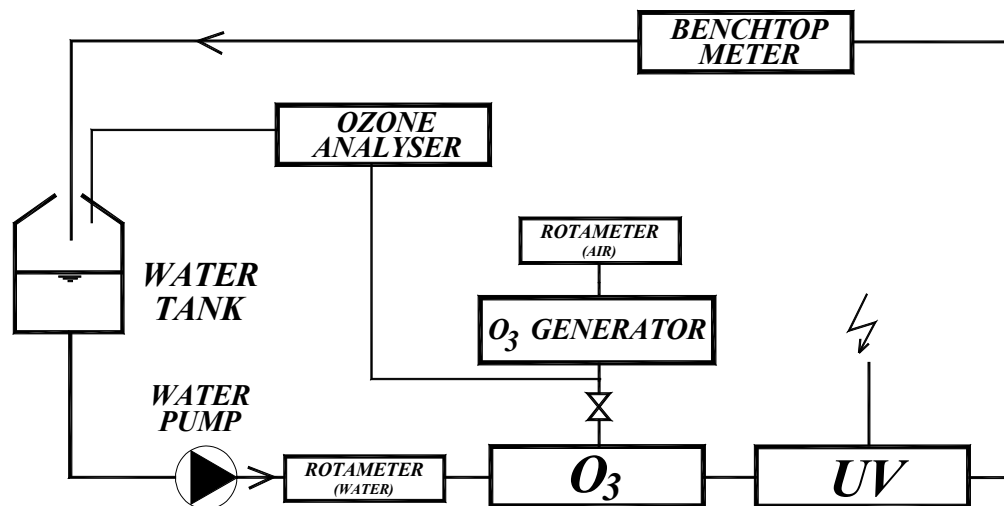 BENCHTOP
METER
OZONE
ANALYSER
ROTAMETER
(AIR)
WATER
TANK
O3 GENERATOR
WATER
PUMP
ROTAMETER
(WATER)
O3
UV